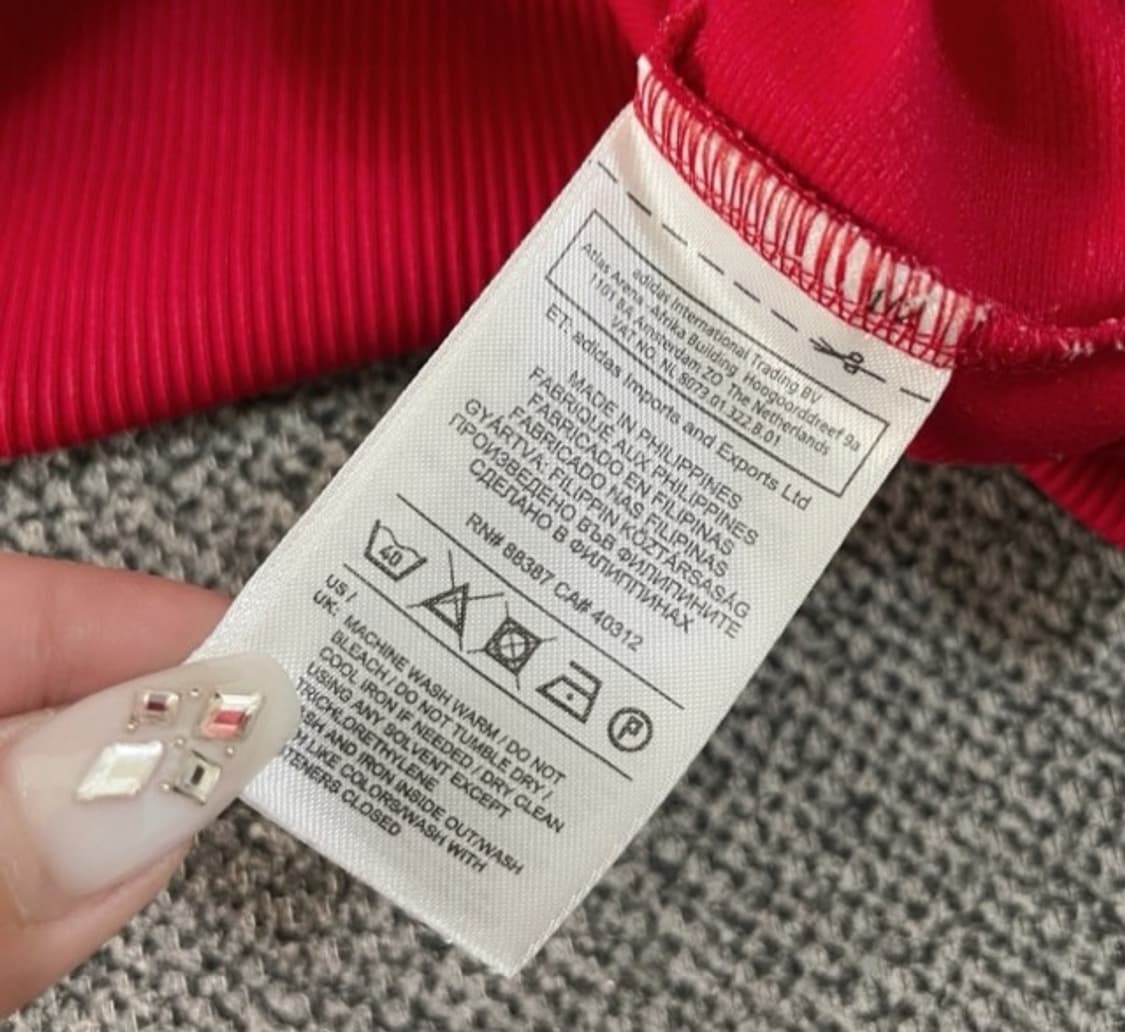 adidas International Trading BV
Atlas Arena -Afrika Building Hoogoorddreef 9a
1101 BA Amsterdam ZO The Netherlands
VAT NO. NL 8073.01.322.B.01
ET: adidas Imports and Exports Ltd
MADE IN PHILIPPINES
FABRIQUÉ AUX PHILIPPINES
FABRICADO EN FILIPINAS
FABRICADO NAS FILIPINAS
GYÁRTVA: FILIPPIN KÖZTÁRSASÁG
ПРОИЗВЕДЕНО ВЪВ ФИЛИПИНИТЕ
СДЕЛАНО В ФИЛИППИНАХ
RN# 88387 CA# 40312
40
P
US /
UK: MACHINE WASH WARM / DO NOT
BLEACH / DO NOT TUMBLE DRY /
COOL IRON IF NEEDED / DRY CLEAN
USING ANY SOLVENT EXCEPT
TRICHLORETHYLENE
AND IRON INSIDE OUT/WASH
LIKE COLORS/WASH WITH
CLOSED